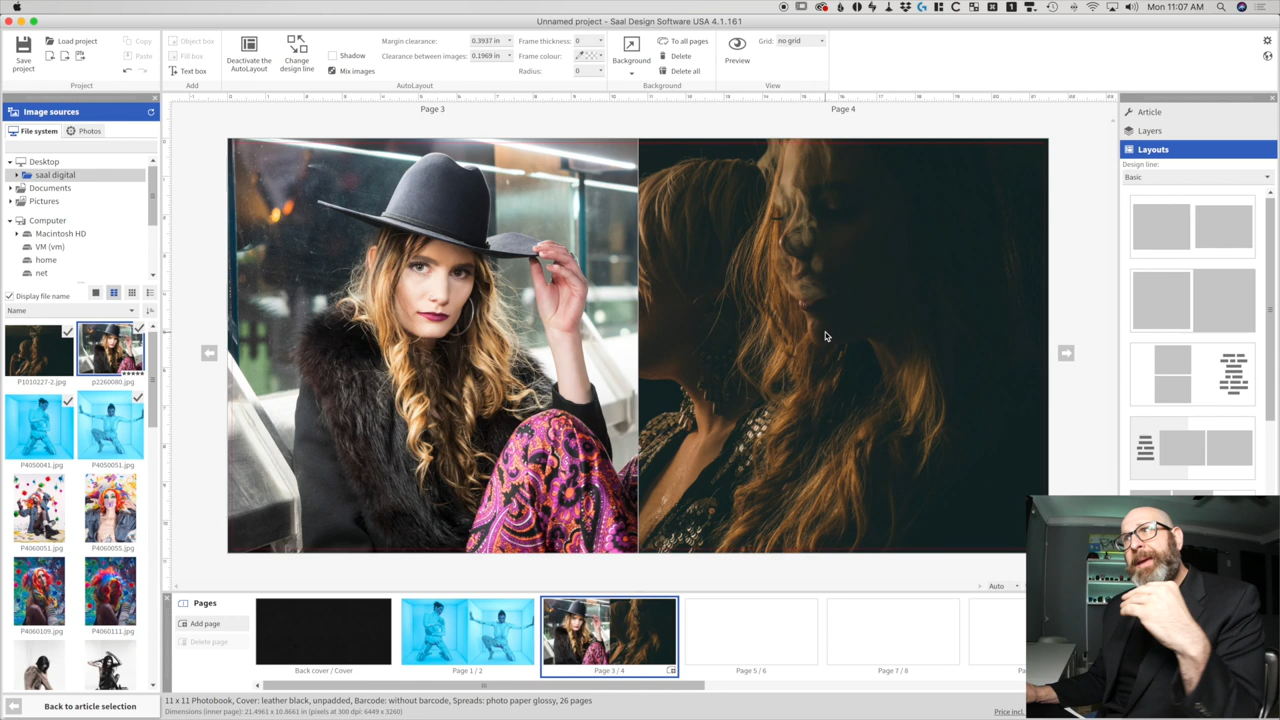 Mon 11:07 AM
Unnamed project - Saal Design Software USA 4.1.161
Save project
Load project
Copy
Paste
Project
Object box
Fill box
Text box
Add
Deactivate the AutoLayout
Change design line
Shadow
Mix images
Margin clearance: 0.3937 in
Clearance between images: 0.1969 in
Frame thickness: 0
Frame colour:
Radius: 0
AutoLayout
Background
To all pages
Delete
Delete all
Background
Preview
Grid: no grid
View
Image sources
File system
Photos
Desktop
saal digital
Documents
Pictures
Computer
Macintosh HD
VM (vm)
home
net
Display file name
Name
P1010227-2.jpg
p2260080.jpg
P4050041.jpg
P4050051.jpg
P4060051.jpg
P4060055.jpg
P4060109.jpg
P4060111.jpg
Back to article selection
Page 3
Page 4
Article
Layers
Layouts
Design line:
Basic
Auto
Pages
Add page
Delete page
Back cover / Cover
Page 1 / 2
Page 3 / 4
Page 5 / 6
Page 7 / 8
11 x 11 Photobook, Cover: leather black, unpadded, Barcode: without barcode, Spreads: photo paper glossy, 26 pages
Dimensions (inner page): 21.4961 x 10.8661 in (pixels at 300 dpi: 6449 x 3260)
Price incl.